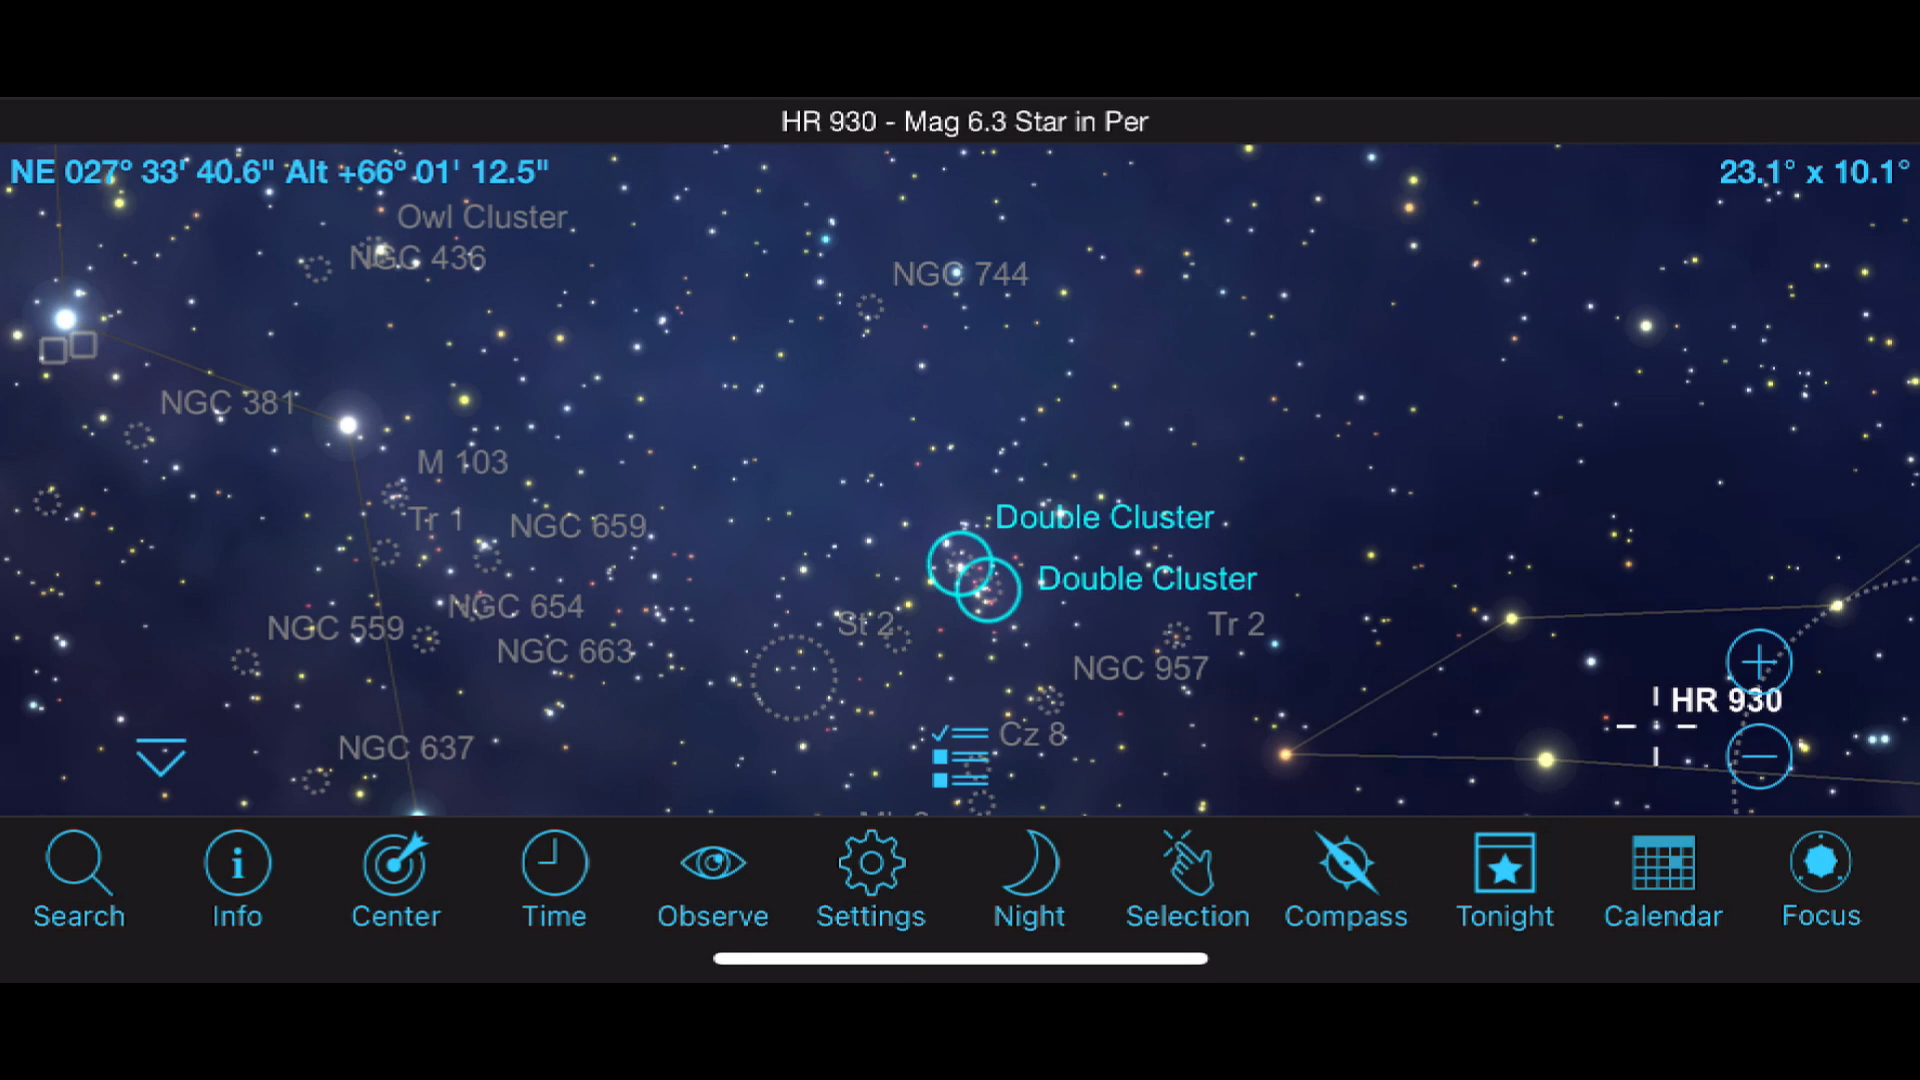 HR 930 - Mag 6.3 Star in Per
NE 027° 33' 40.6" Alt +66° 01' 12.5"
23.1° x 10.1°
Owl Cluster
NGC 436
NGC 744
NGC 381
M 103
Tr 1
NGC 659
Double Cluster
Double Cluster
NGC 654
St 2
Tr 2
NGC 559
NGC 663
NGC 957
HR 930
Cz 8
NGC 637
Search
Info
Center
Time
Observe
Settings
Night
Selection
Compass
Tonight
Calendar
Focus